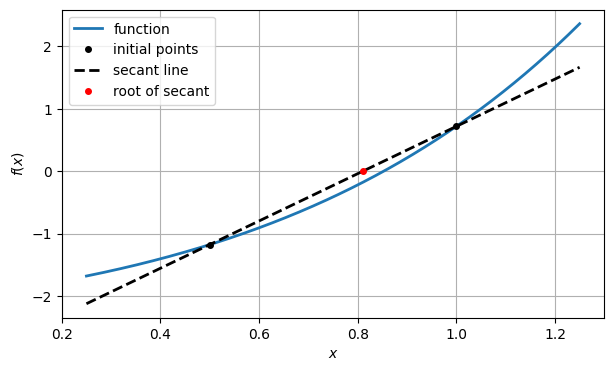 function
initial points
secant line
root of secant
2
1
0
−1
−2
f(x)
0.2
0.4
0.6
0.8
1.0
1.2
x